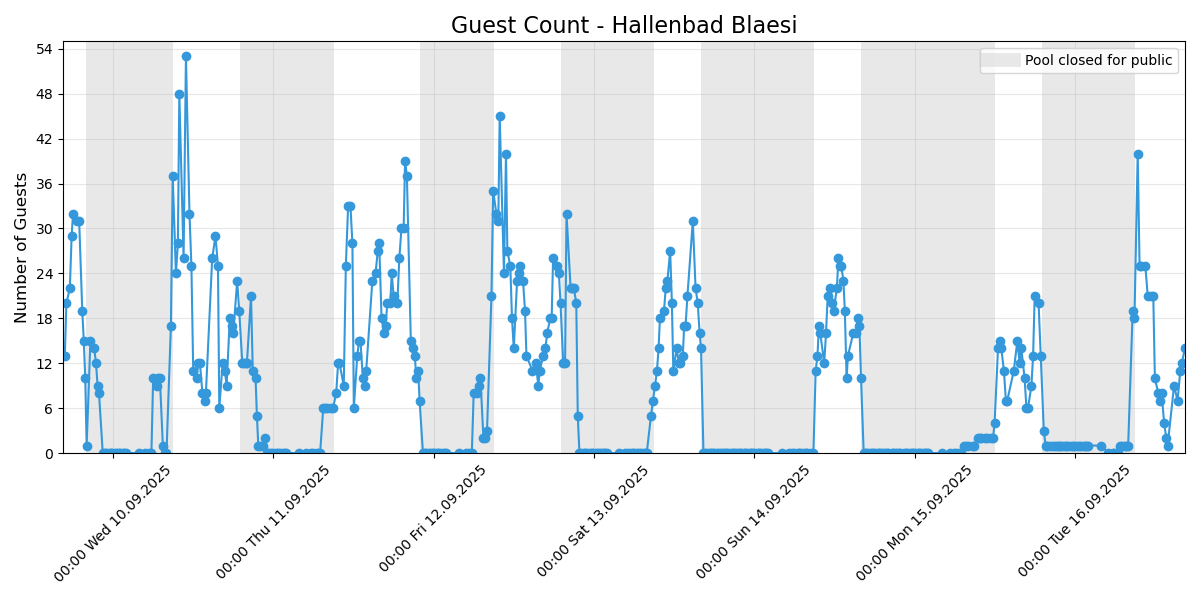 Guest Count - Hallenbad Blaesi
Pool closed for public
Number of Guests
54
48
42
36
30
24
18
12
6
0
00:00 Wed 10.09.2025
00:00 Thu 11.09.2025
00:00 Fri 12.09.2025
00:00 Sat 13.09.2025
00:00 Sun 14.09.2025
00:00 Mon 15.09.2025
00:00 Tue 16.09.2025